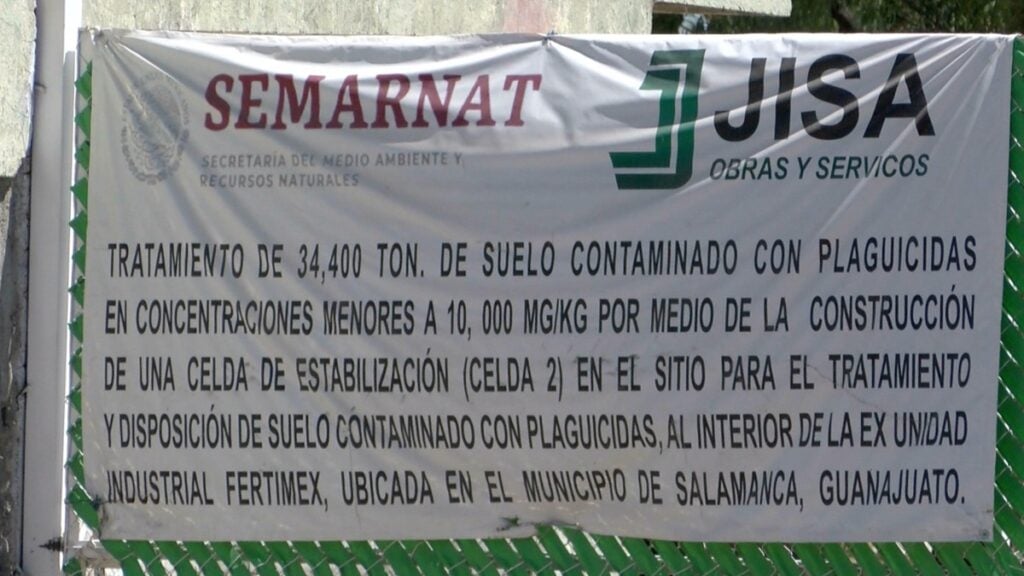 SEMARNAT
SECRETARÍA DEL MEDIO AMBIENTE Y
RECURSOS NATURALES
JISA
OBRAS Y SERVICOS
TRATAMIENTO DE 34,400 TON. DE SUELO CONTAMINADO CON PLAGUICIDAS
EN CONCENTRACIONES MENORES A 10, 000 MG/KG POR MEDIO DE LA CONSTRUCCIÓN
DE UNA CELDA DE ESTABILIZACIÓN (CELDA 2) EN EL SITIO PARA EL TRATAMIENTO
Y DISPOSICIÓN DE SUELO CONTAMINADO CON PLAGUICIDAS, AL INTERIOR DE LA EX UNIDAD
INDUSTRIAL FERTIMEX, UBICADA EN EL MUNICIPIO DE SALAMANCA, GUANAJUATO.